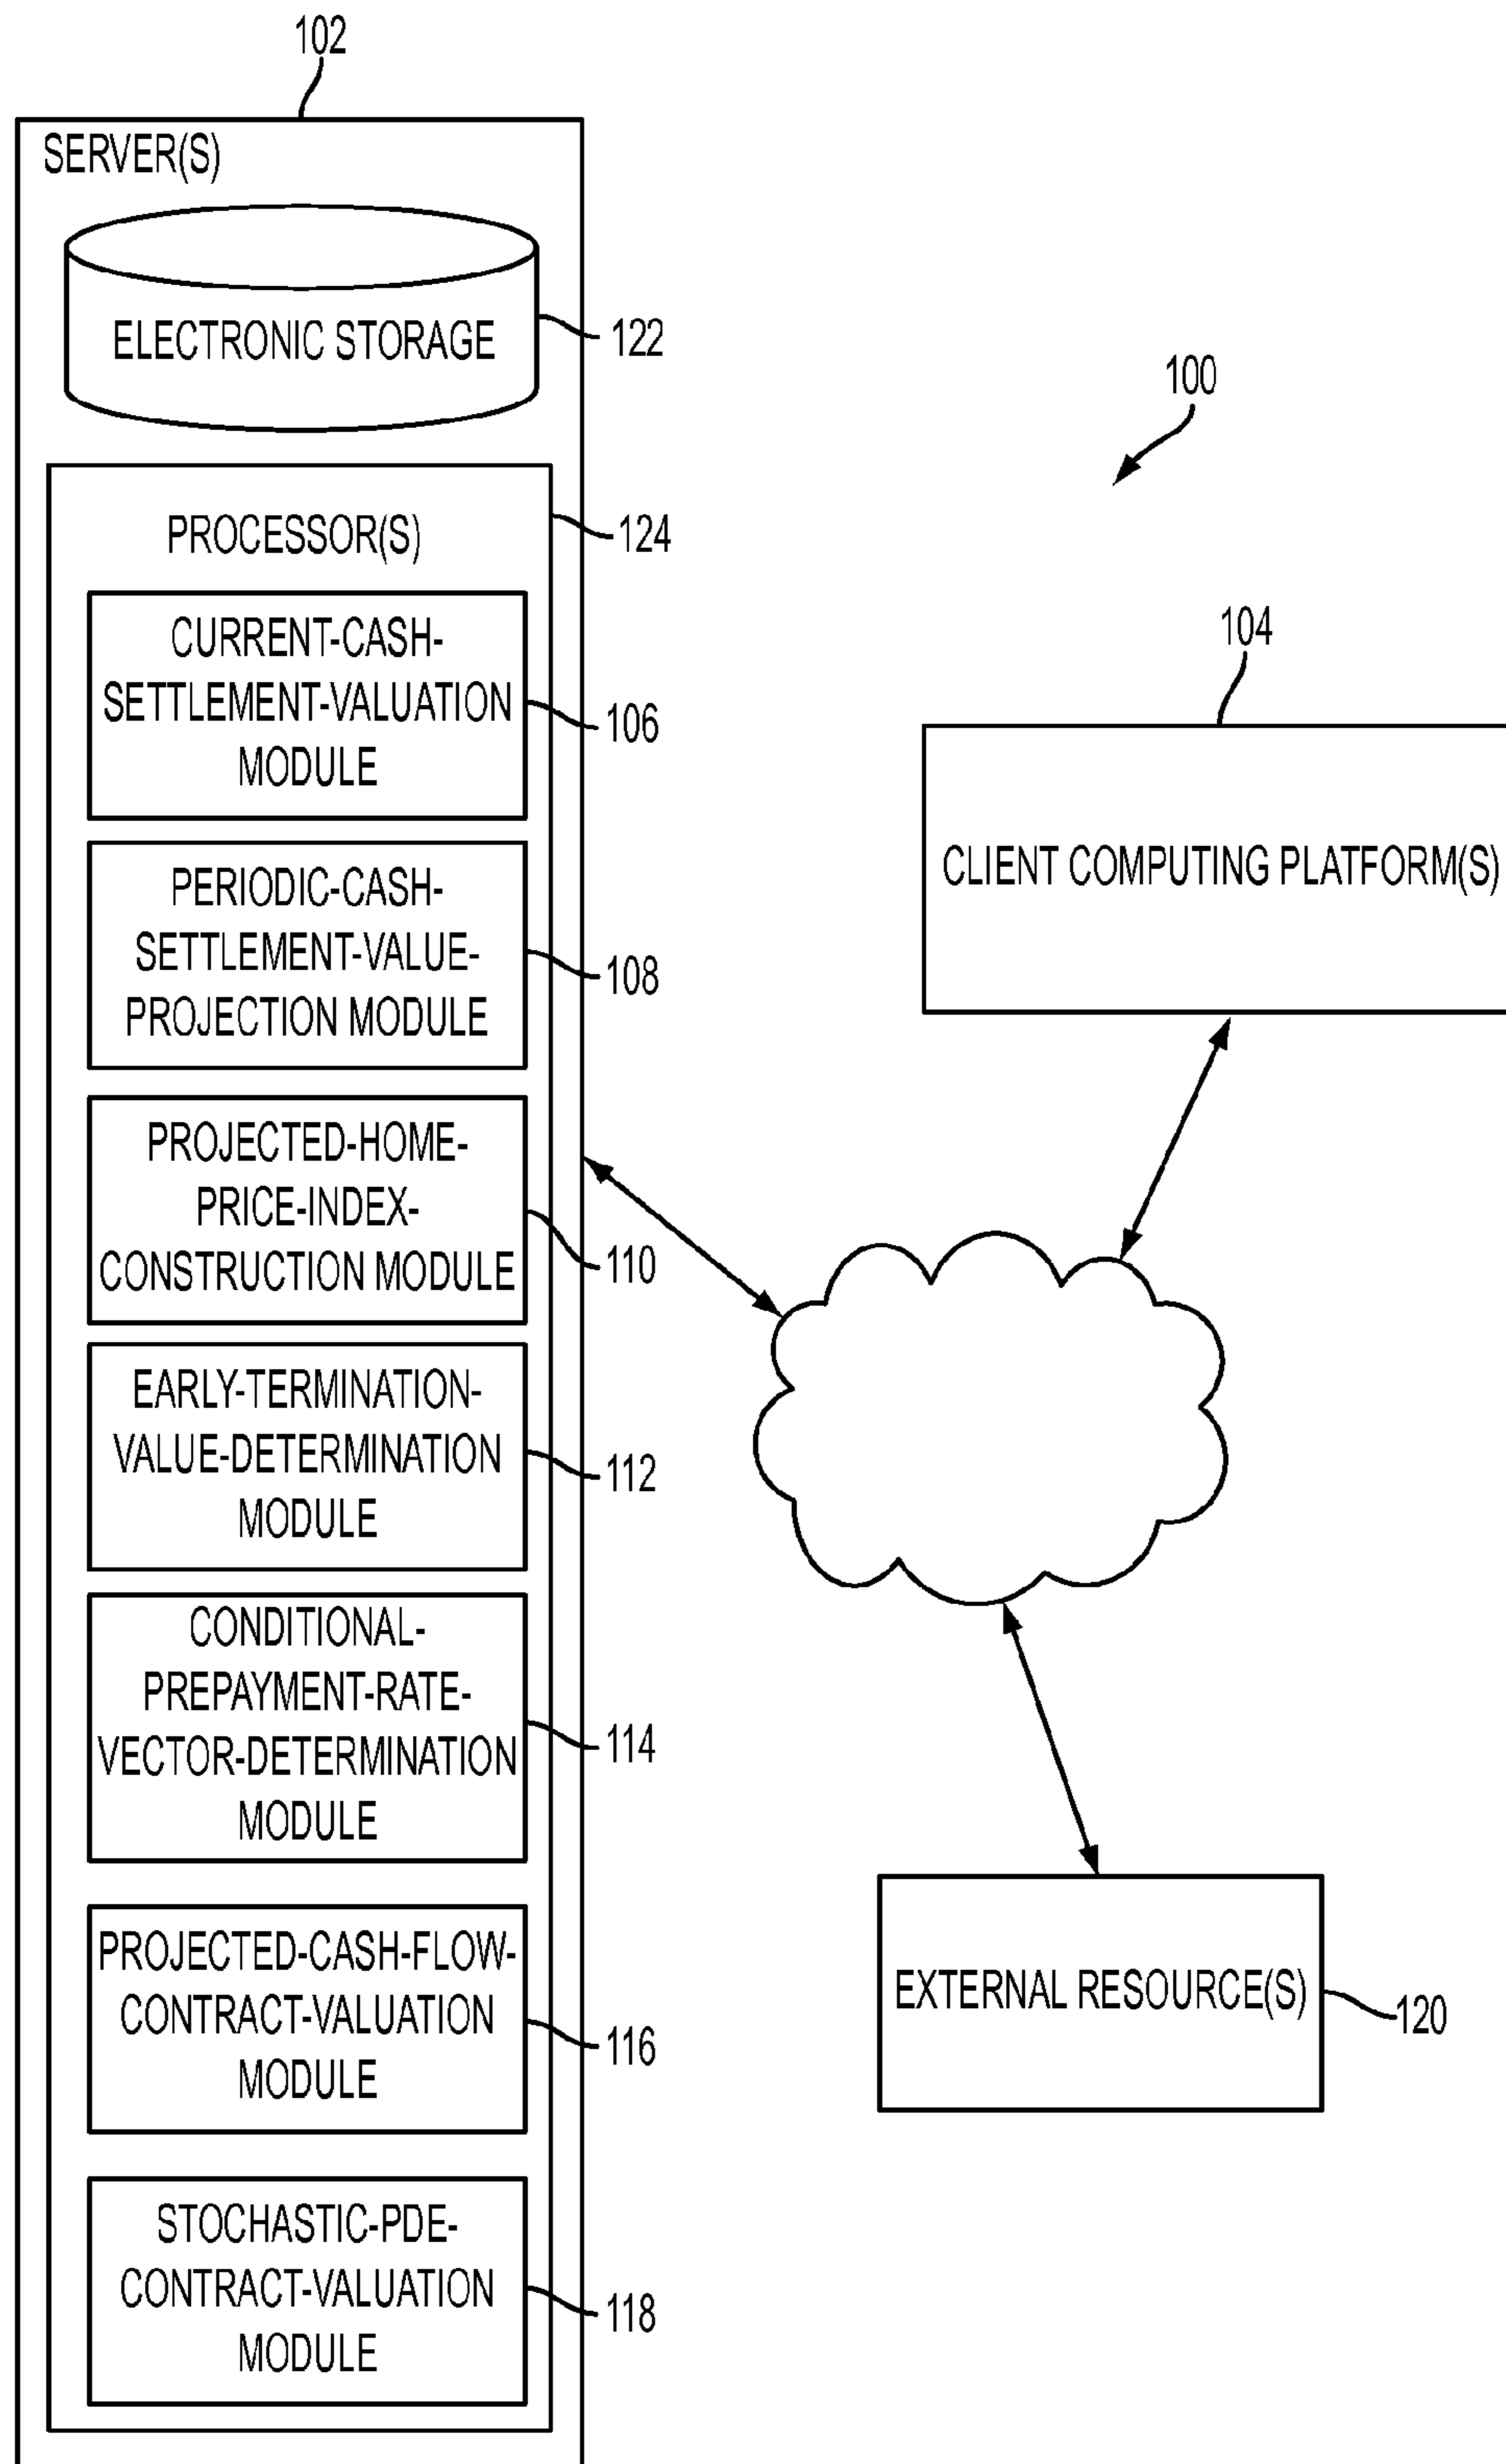 102
SERVER(S)
ELECTRONIC STORAGE
122
100
PROCESSOR(S)
124
CURRENT-CASH-
SETTLEMENT-VALUATION
MODULE
106
104
CLIENT COMPUTING PLATFORM(S)
PERIODIC-CASH-
SETTLEMENT-VALUE-
PROJECTION MODULE
108
PROJECTED-HOME-
PRICE-INDEX-
CONSTRUCTION MODULE
110
EARLY-TERMINATION-
VALUE-DETERMINATION
MODULE
112
CONDITIONAL-
PREPAYMENT-RATE-
VECTOR-DETERMINATION
MODULE
114
PROJECTED-CASH-FLOW-
CONTRACT-VALUATION
MODULE
116
EXTERNAL RESOURCE(S)
120
STOCHASTIC-PDE-
CONTRACT-VALUATION
MODULE
118